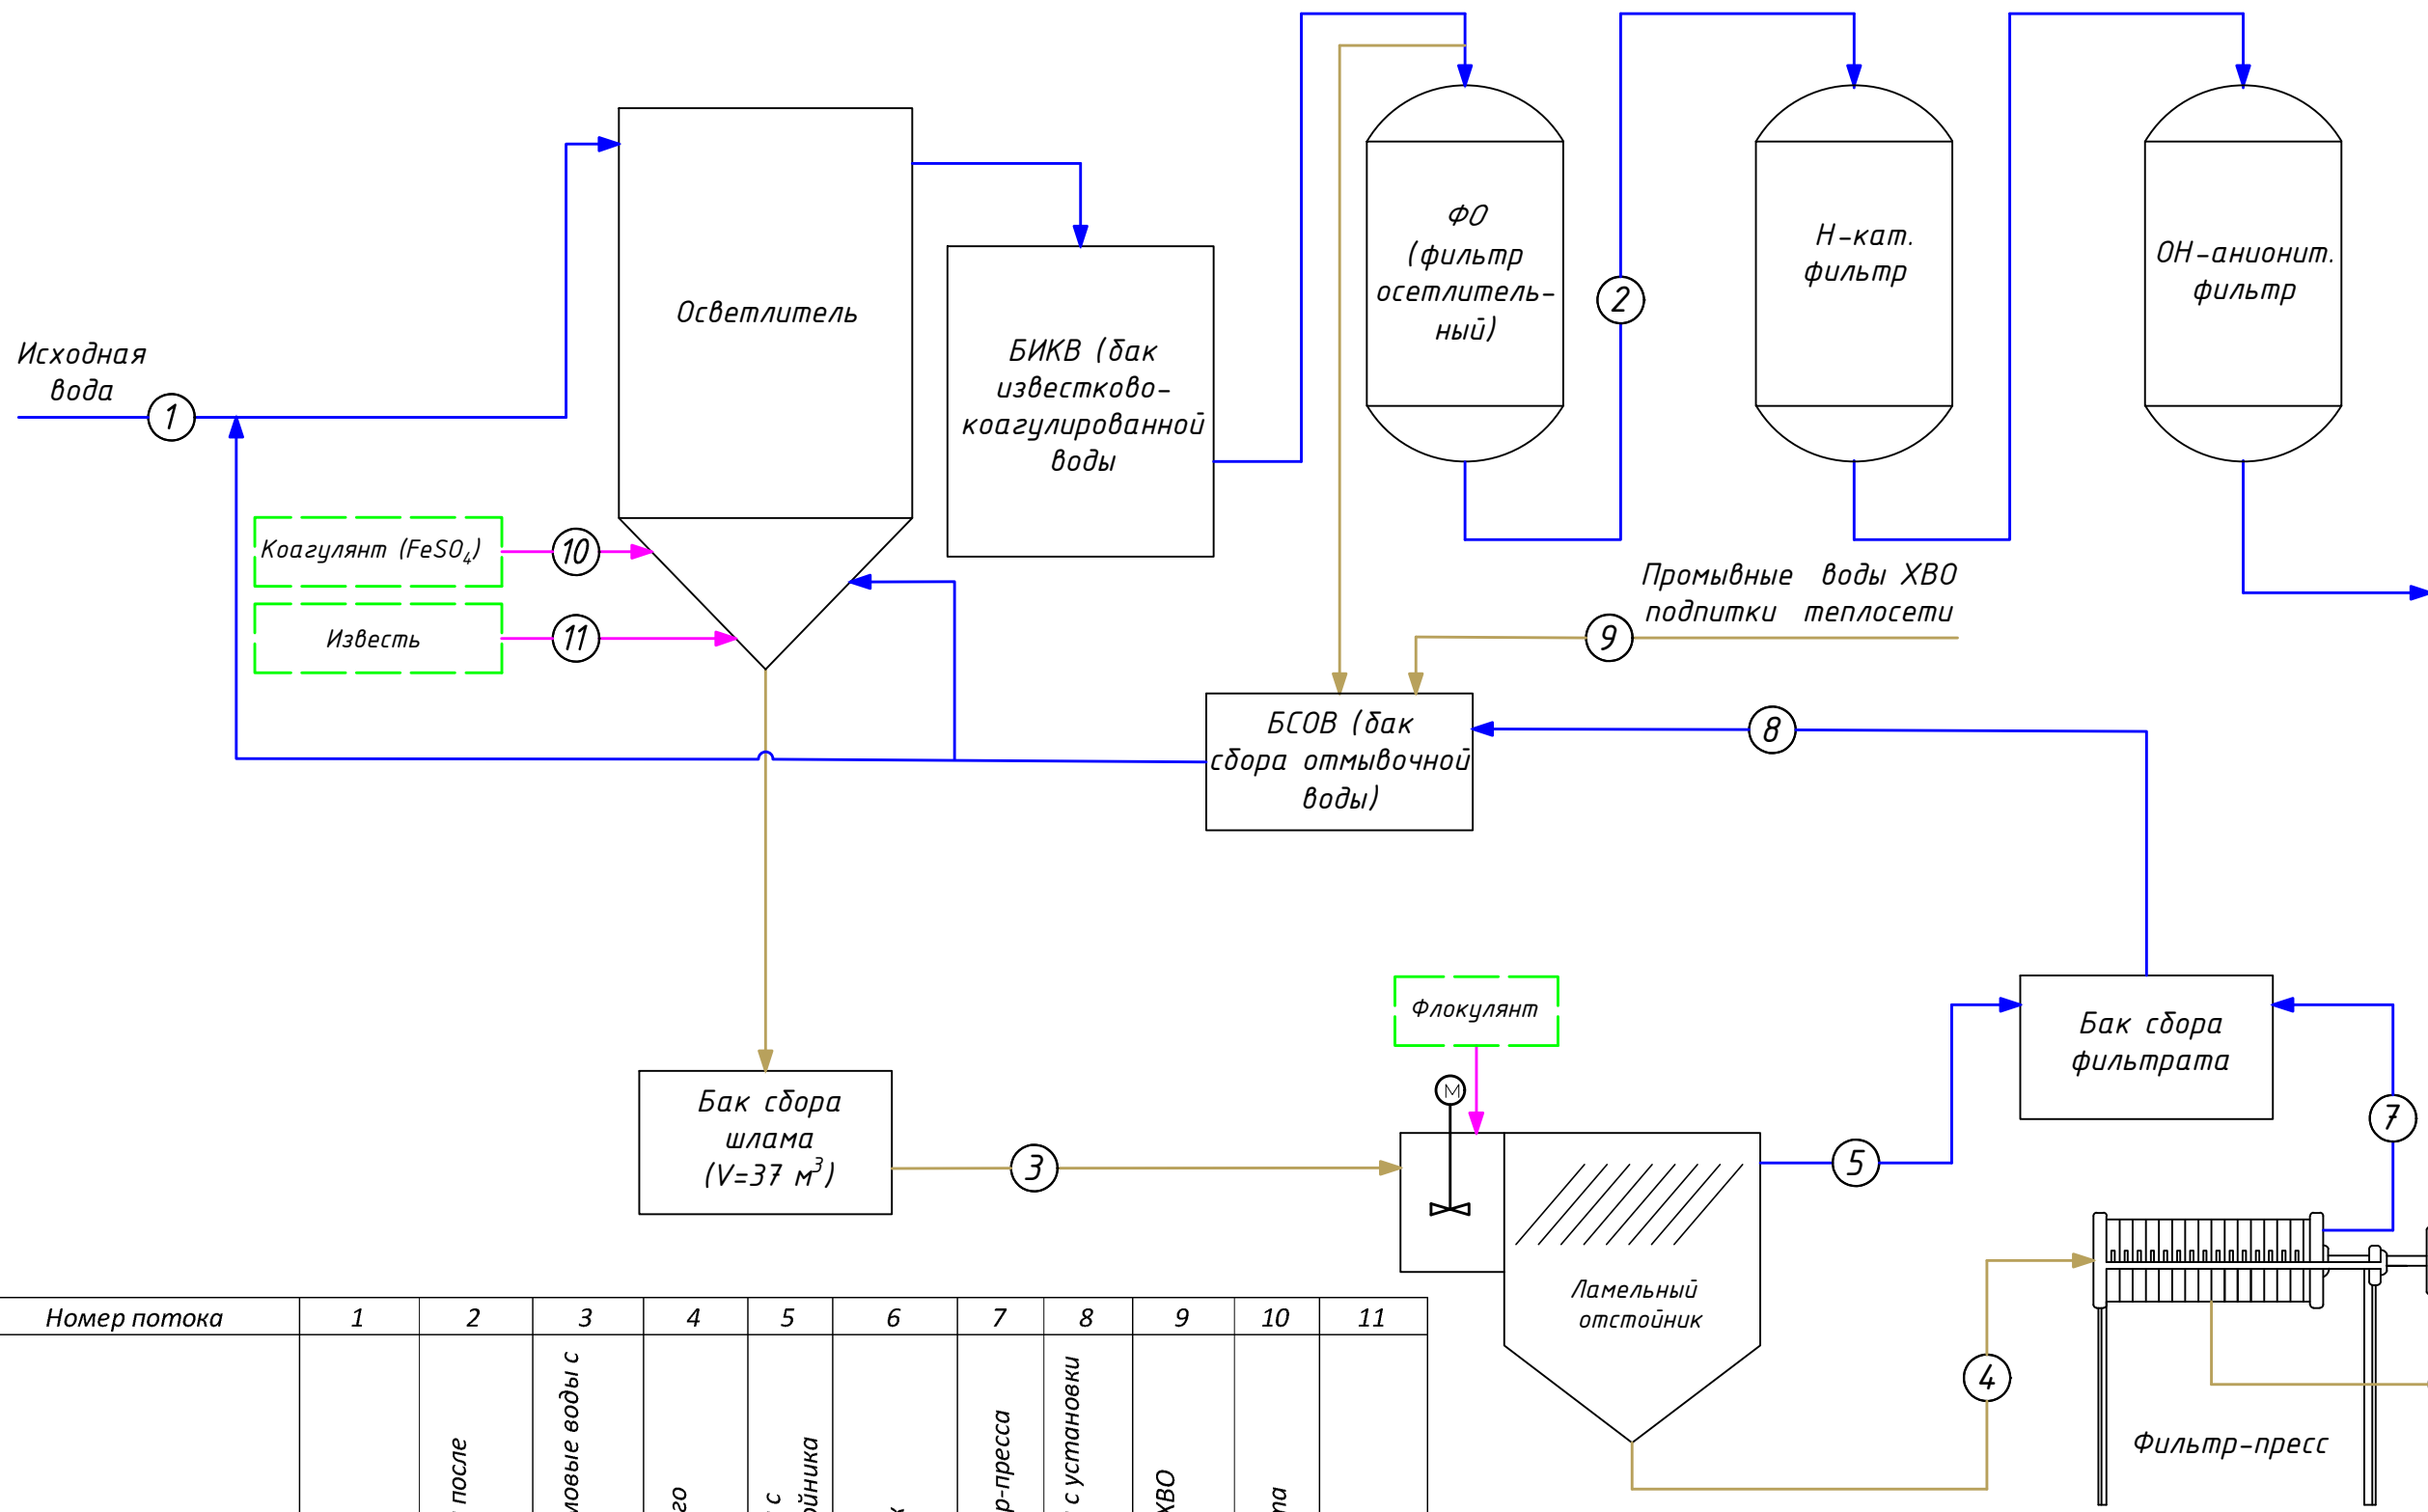 Исходная
вода
1
Осветлитель
БИКВ (бак
известково-
коагулированной
воды
ФО
(фильтр
осетлитель-
ный)
2
Н-кат.
фильтр
ОН-анионит.
фильтр
Коагулянт (FeSO₄)
10
Известь
11
Промывные воды ХВО
подпитки теплосети
9
БСОВ (бак
сбора отмывочной
воды)
8
Флокулянт
М
Бак сбора
фильтрата
7
Бак сбора
шлама
(V=37 м³)
3
5
Ламельный
отстойник
4
Фильтр-пресс
Номер потока 1 2 3 4 5 6 7 8 9 10 11
после
воды с
с
с установки
ХВО